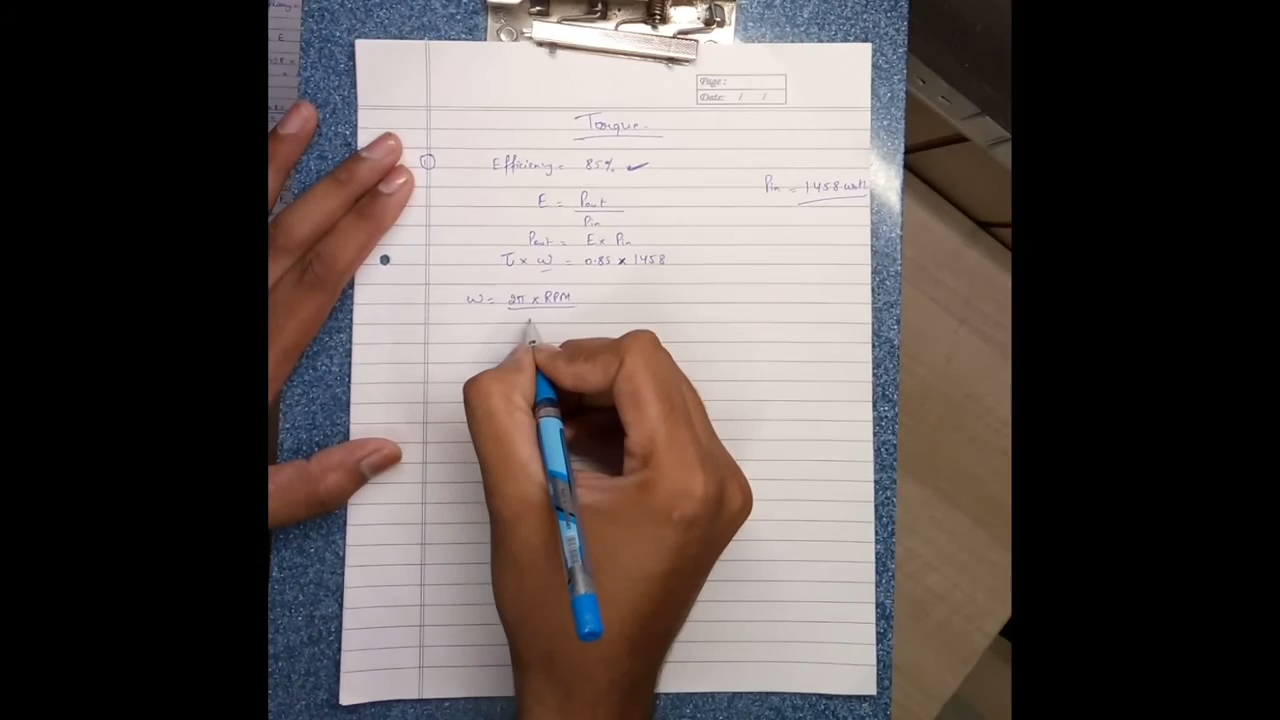 Page:
Date: / /
Torque.
① Efficiency = 85% ✓
Pin = 1458 watt
E = Pout
Pin
Pout = E × Pin
τ × ω = 0.85 × 1458
ω = 2π × RPM